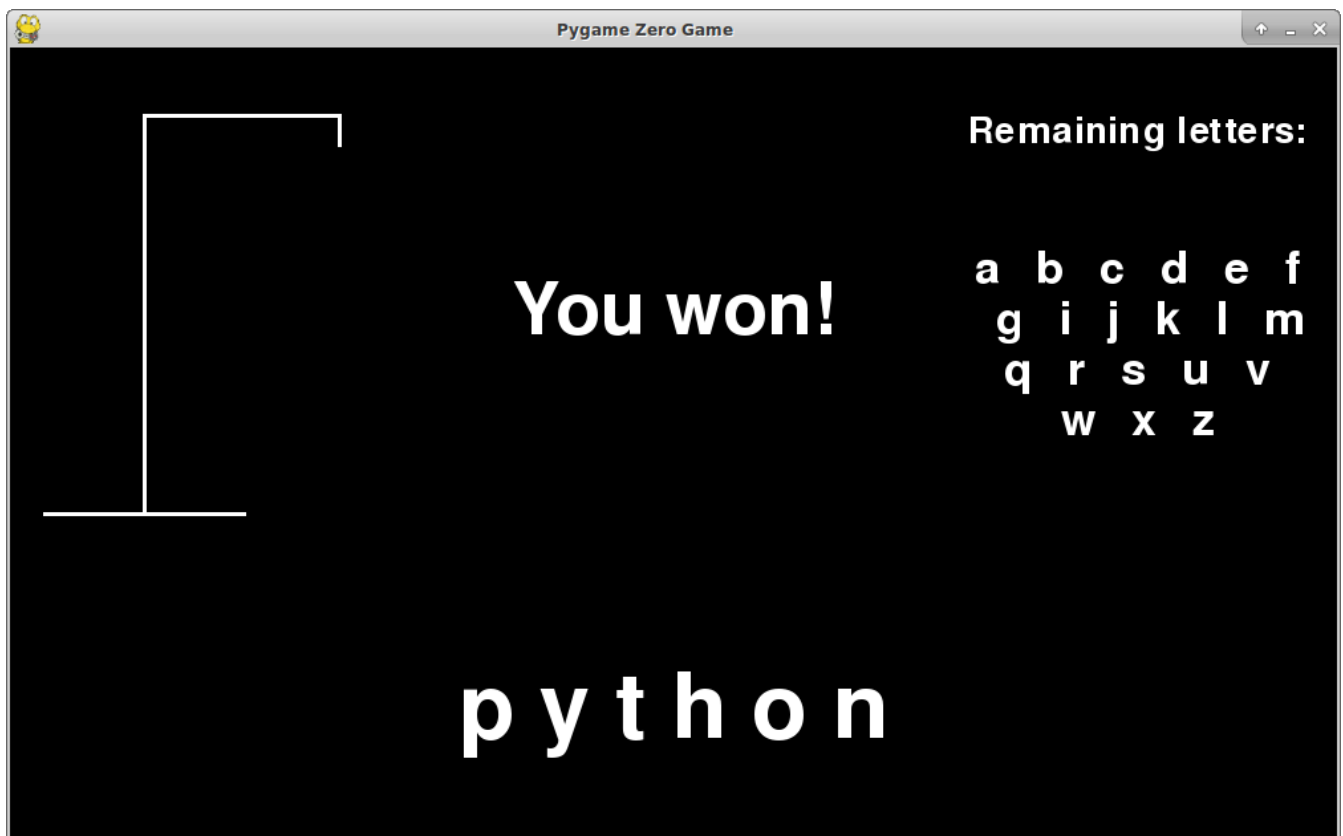 Pygame Zero Game
Remaining letters:
a b c d e f
g i j k l m
q r s u v
w x z
You won!
p y t h o n